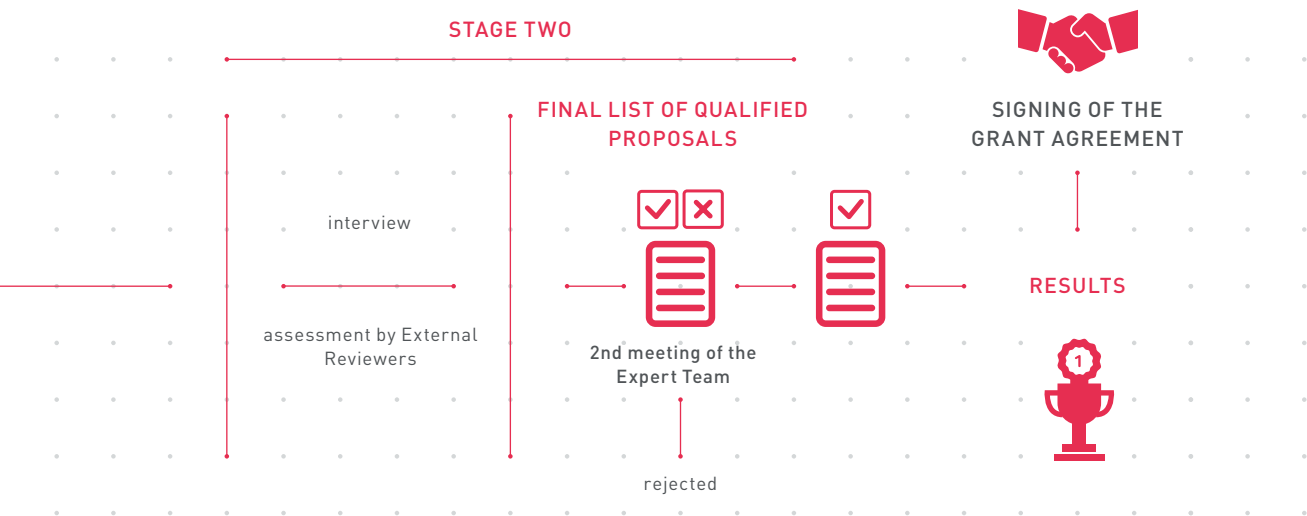 STAGE TWO
FINAL LIST OF QUALIFIED
PROPOSALS
SIGNING OF THE
GRANT AGREEMENT
interview
RESULTS
assessment by External
Reviewers
2nd meeting of the
Expert Team
1
rejected